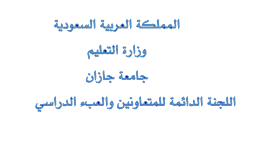 المملكة العربية السعودية
وزارة التعليم
جامعة جازان
اللجنة الدائمة للمتعاونين والعبء الدراسي